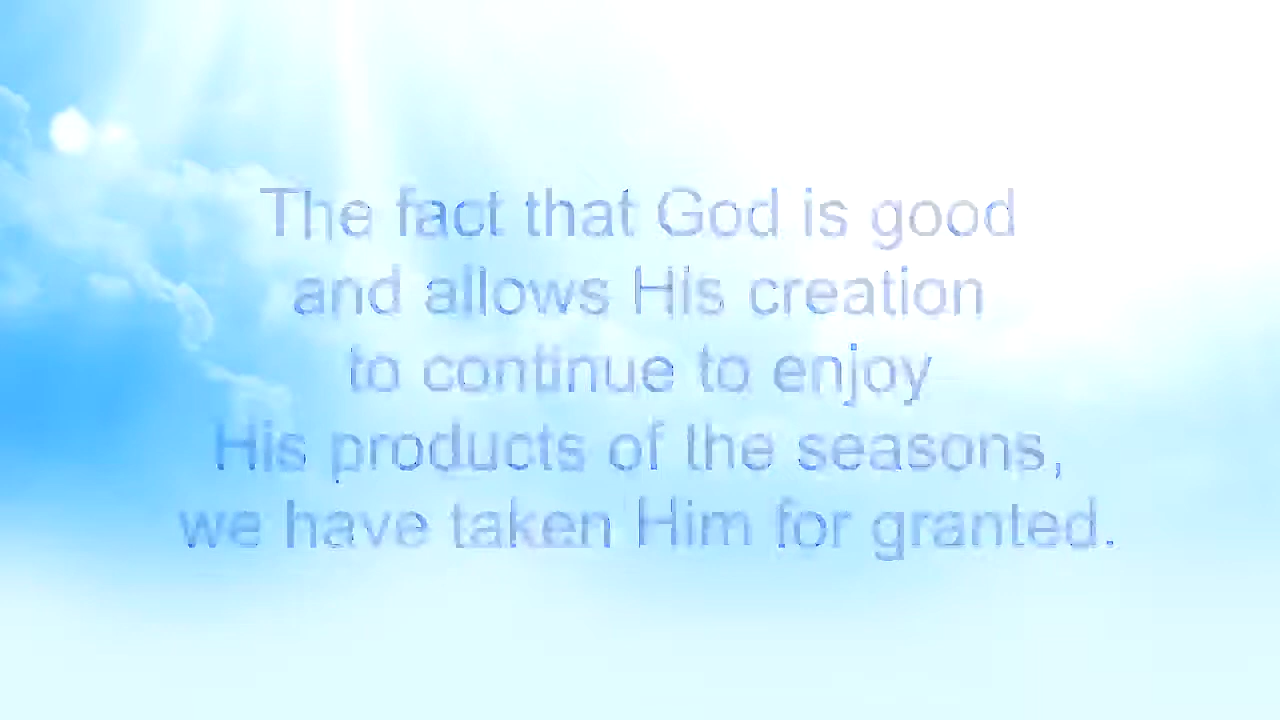 The fact that God is good
and allows His creation
to continue to enjoy
His products of the seasons,
we have taken Him for granted.